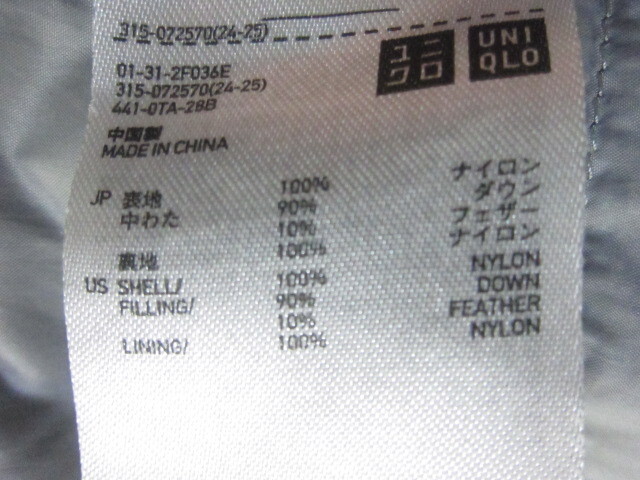 315-072570(24-25)
ユニ
クロ
UNI
QLO
01-31-2F036E
315-072570(24-25)
441-0TA-28B
中国製
MADE IN CHINA
JP 表地 100% ナイロン
中わた 90% ダウン
10% フェザー
裏地 100% ナイロン
US SHELL/ 100% NYLON
FILLING/ 90% DOWN
10% FEATHER
LINING/ 100% NYLON